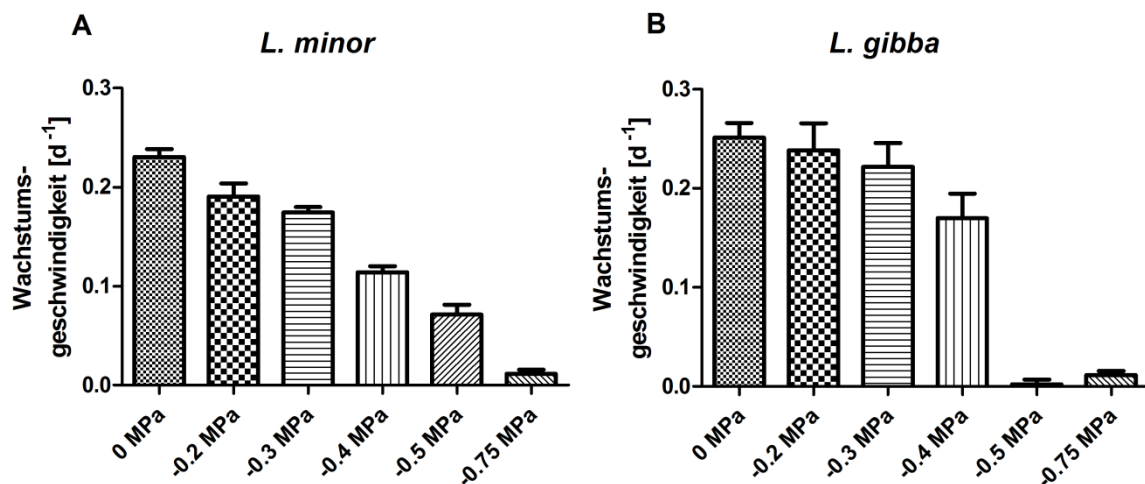 A
L. minor
Wachstums-
geschwindigkeit [d⁻¹]
0.3
0.2
0.1
0.0
0 MPa
-0.2 MPa
-0.3 MPa
-0.4 MPa
-0.5 MPa
-0.75 MPa
B
L. gibba
Wachstums-
geschwindigkeit [d⁻¹]
0.3
0.2
0.1
0.0
0 MPa
-0.2 MPa
-0.3 MPa
-0.4 MPa
-0.5 MPa
-0.75 MPa